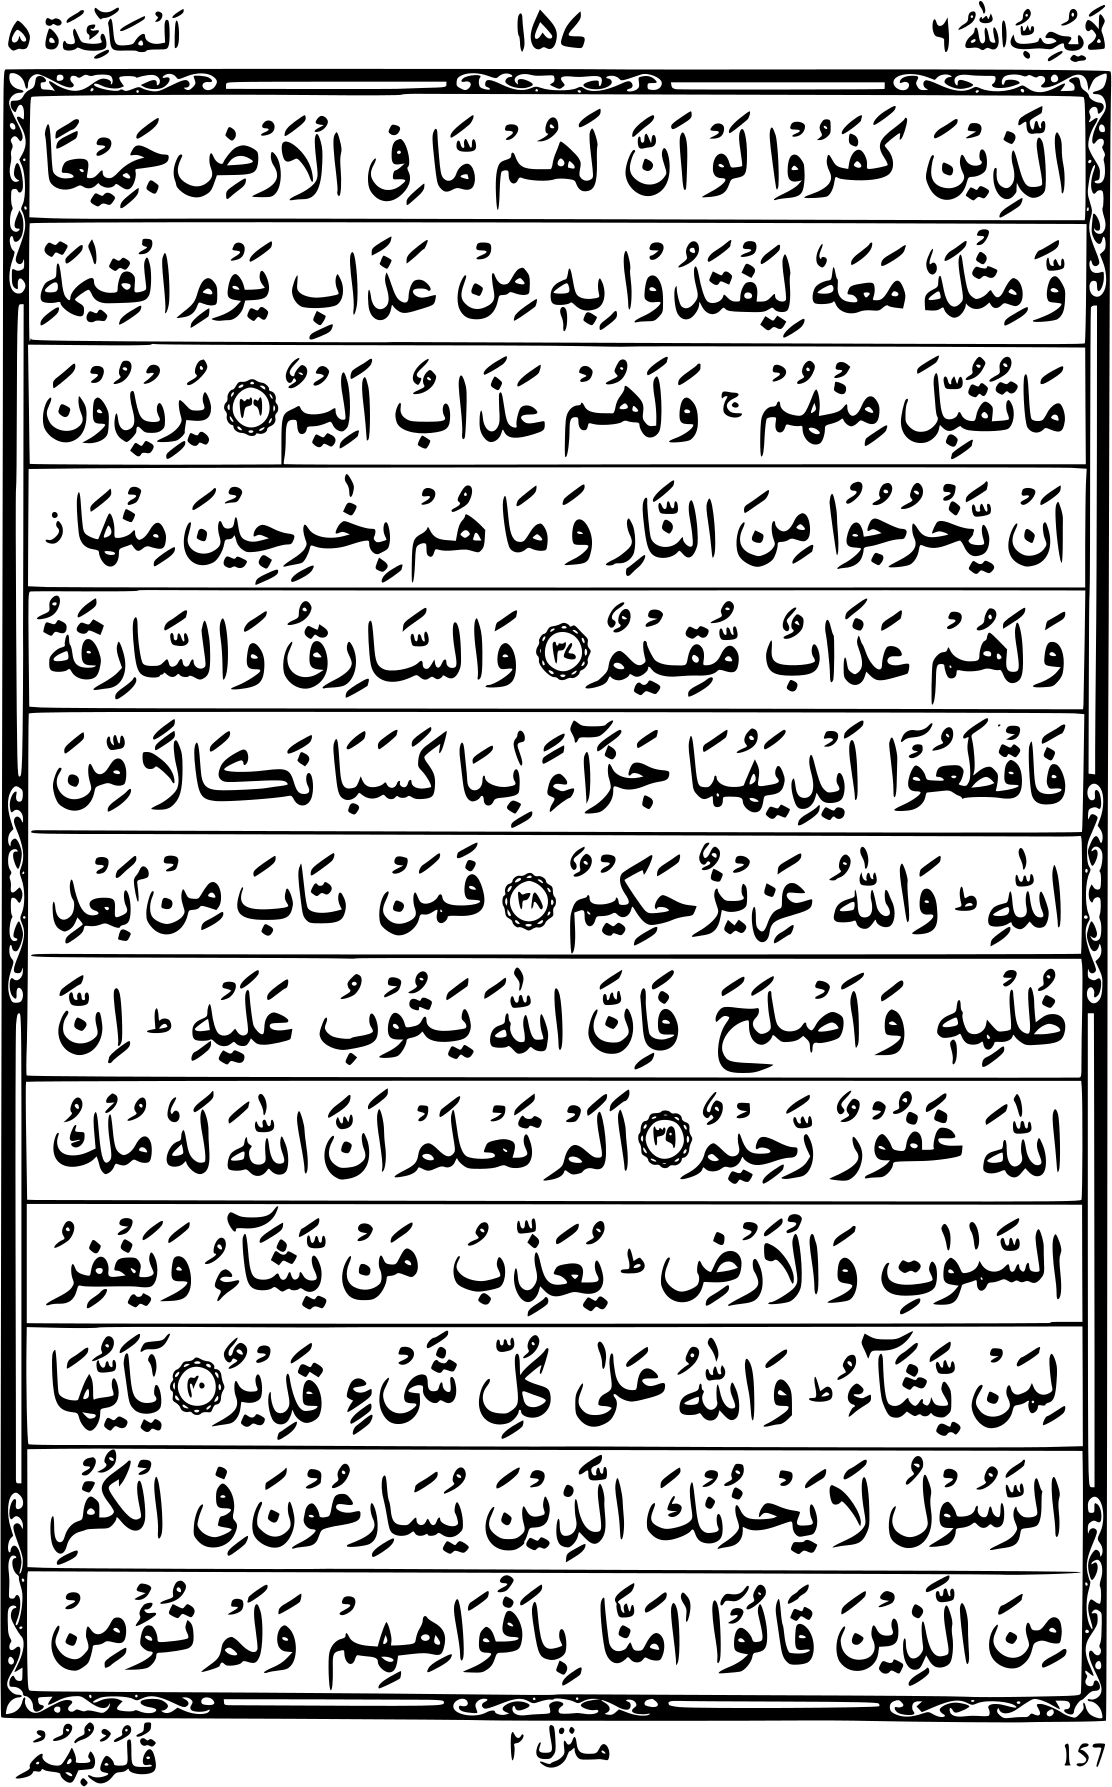 لَا يُحِبُّ اللّٰهُ ٦ ١٥٧ اَلْمَآئِدَة ٥
الَّذِيْنَ كَفَرُوْا لَوْ اَنَّ لَهُمْ مَّا فِى الْاَرْضِ جَمِيْعًا
وَّ مِثْلَهٗ مَعَهٗ لِيَفْتَدُوْا بِهٖ مِنْ عَذَابِ يَوْمِ الْقِيٰمَةِ
مَا تُقُبِّلَ مِنْهُمْ ۚ وَلَهُمْ عَذَابٌ اَلِيْمٌ ﴿٣٦﴾ يُرِيْدُوْنَ
اَنْ يَّخْرُجُوْا مِنَ النَّارِ وَ مَا هُمْ بِخٰرِجِيْنَ مِنْهَا ز
وَ لَهُمْ عَذَابٌ مُّقِيْمٌ ﴿٣٧﴾ وَالسَّارِقُ وَالسَّارِقَةُ
فَاقْطَعُوْٓا اَيْدِيَهُمَا جَزَآءًۢ بِمَا كَسَبَا نَكَالًا مِّنَ
اللّٰهِ ؕ وَاللّٰهُ عَزِيْزٌ حَكِيْمٌ ﴿٣٨﴾ فَمَنْ تَابَ مِنْۢ بَعْدِ
ظُلْمِهٖ وَ اَصْلَحَ فَاِنَّ اللّٰهَ يَتُوْبُ عَلَيْهِ ؕ اِنَّ
اللّٰهَ غَفُوْرٌ رَّحِيْمٌ ﴿٣٩﴾ اَلَمْ تَعْلَمْ اَنَّ اللّٰهَ لَهٗ مُلْكُ
السَّمٰوٰتِ وَ الْاَرْضِ ؕ يُعَذِّبُ مَنْ يَّشَآءُ وَيَغْفِرُ
لِمَنْ يَّشَآءُ ؕ وَ اللّٰهُ عَلٰى كُلِّ شَىْءٍ قَدِيْرٌ ﴿٤٠﴾ يٰٓاَيُّهَا
الرَّسُوْلُ لَا يَحْزُنْكَ الَّذِيْنَ يُسَارِعُوْنَ فِى الْكُفْرِ
مِنَ الَّذِيْنَ قَالُوْٓا اٰمَنَّا بِاَفْوَاهِهِمْ وَلَمْ تُؤْمِنْ
قُلُوْبُهُمْ منزل ٢ 157